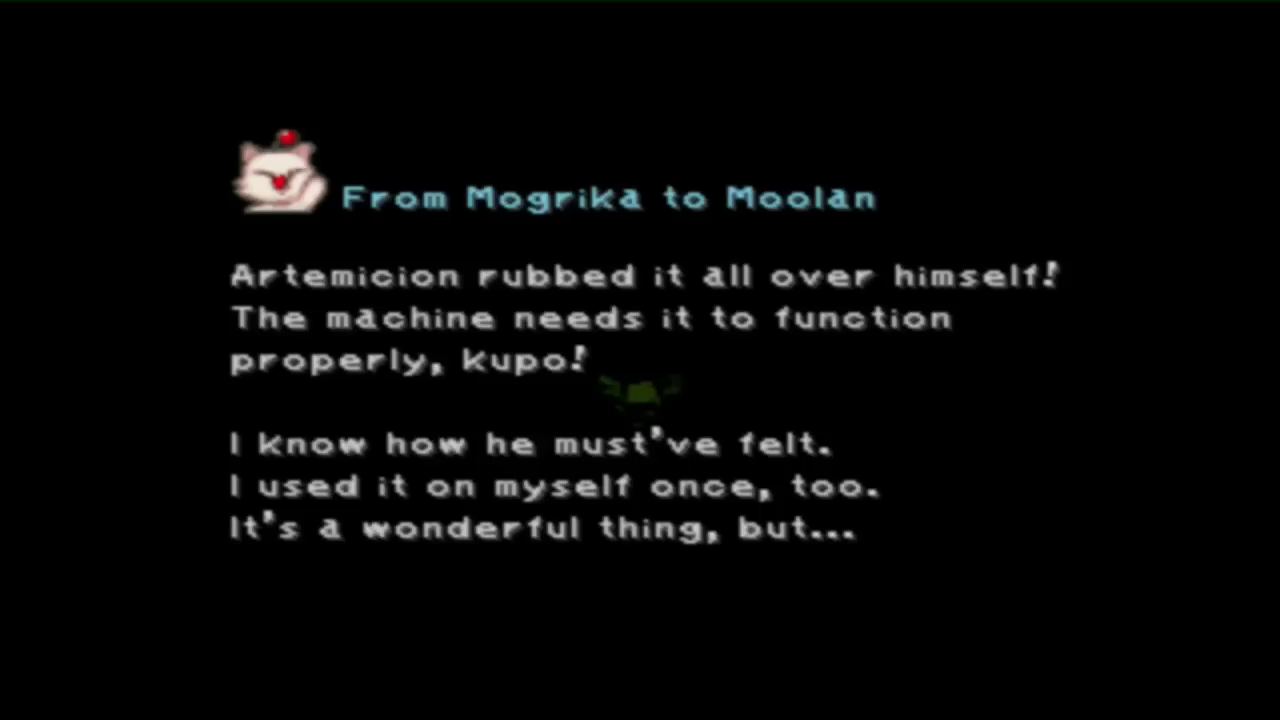 From Mogrika to Moolan
Artemicion rubbed it all over himself!
The machine needs it to function
properly, kupo!
I know how he must've felt.
I used it on myself once, too.
It's a wonderful thing, but...